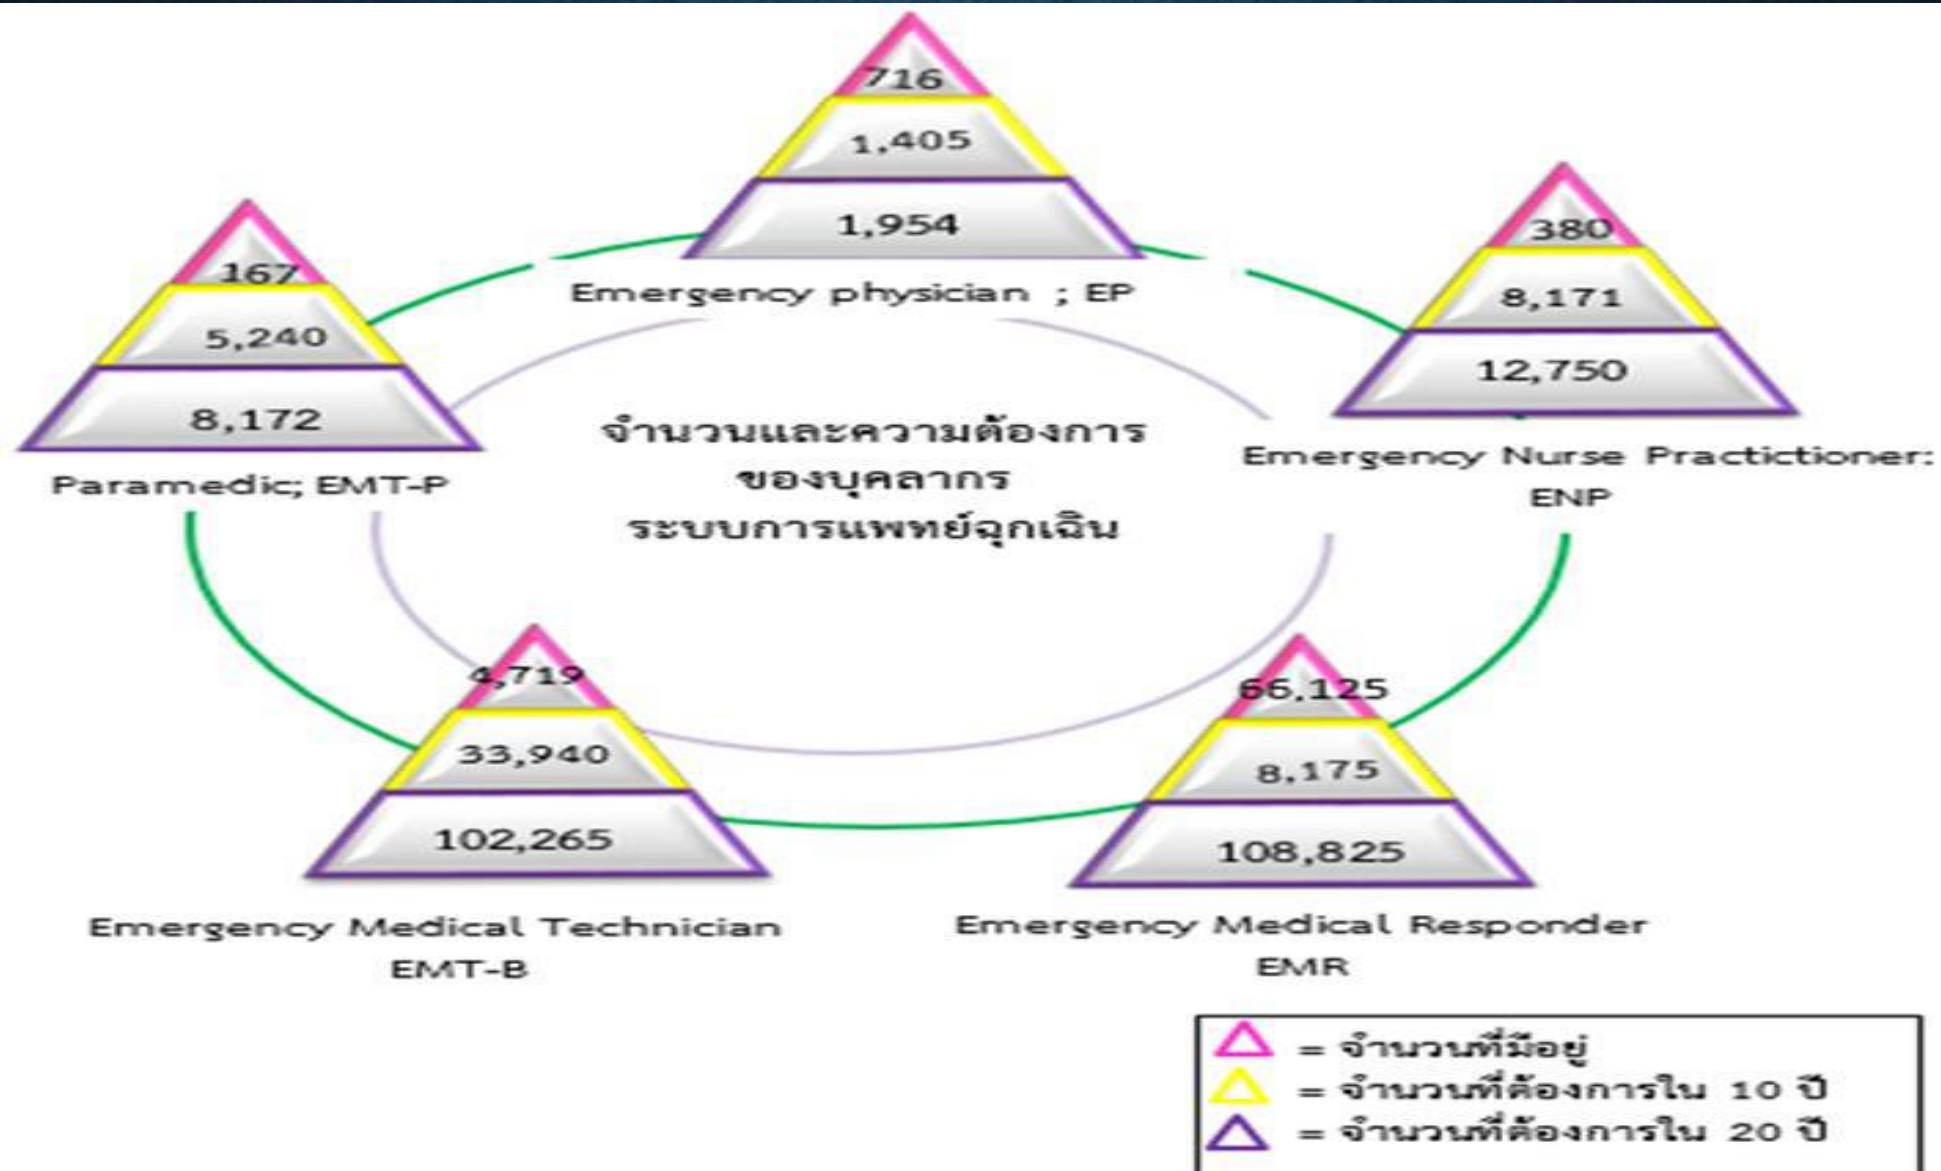 716
1,405
1,954
Emergency physician ; EP
167
5,240
8,172
Paramedic; EMT-P
380
8,171
12,750
Emergency Nurse Practictioner:
ENP
จำนวนและความต้องการ
ของบุคลากร
ระบบการแพทย์ฉุกเฉิน
4,719
33,940
102,265
Emergency Medical Technician
EMT-B
66,125
8,175
108,825
Emergency Medical Responder
EMR
= จำนวนที่มีอยู่
= จำนวนที่ต้องการใน 10 ปี
= จำนวนที่ต้องการใน 20 ปี